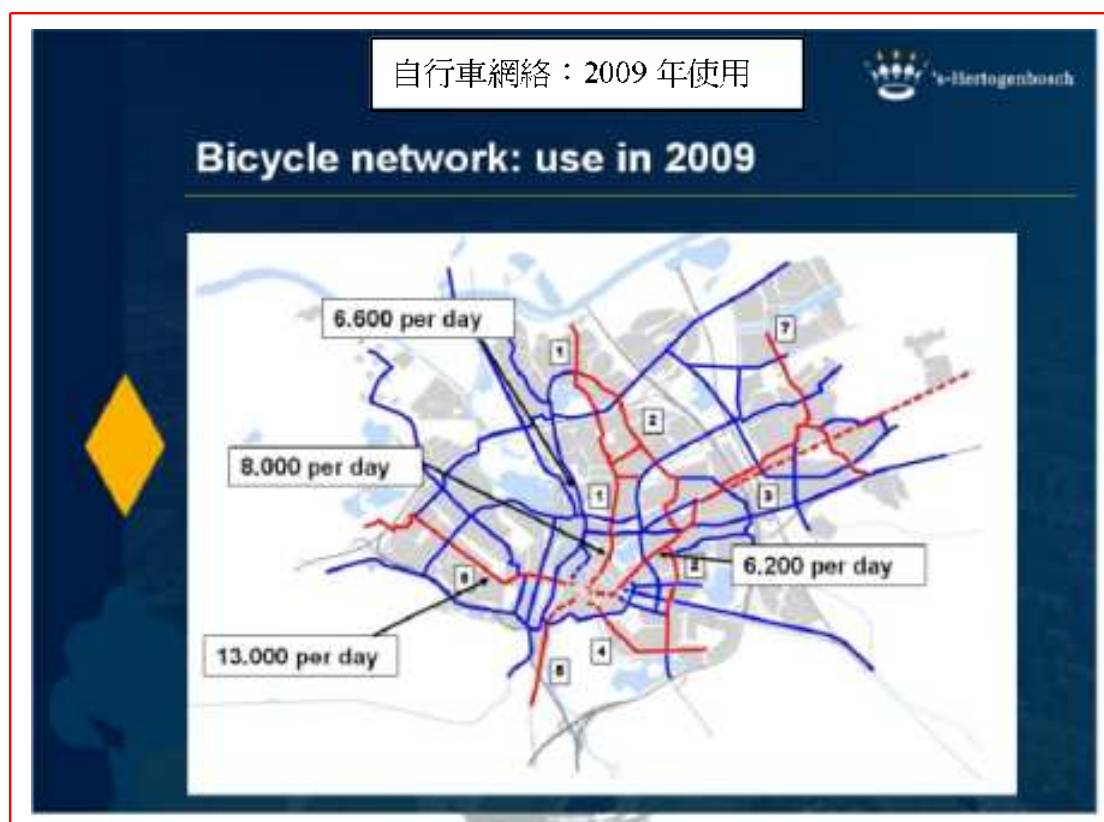 自行車網絡：2009 年使用
's-Hertogenbosch
Bicycle network: use in 2009
6.600 per day
7
1
2
8.000 per day
1
3
6.200 per day
2
6
13.000 per day
4
5